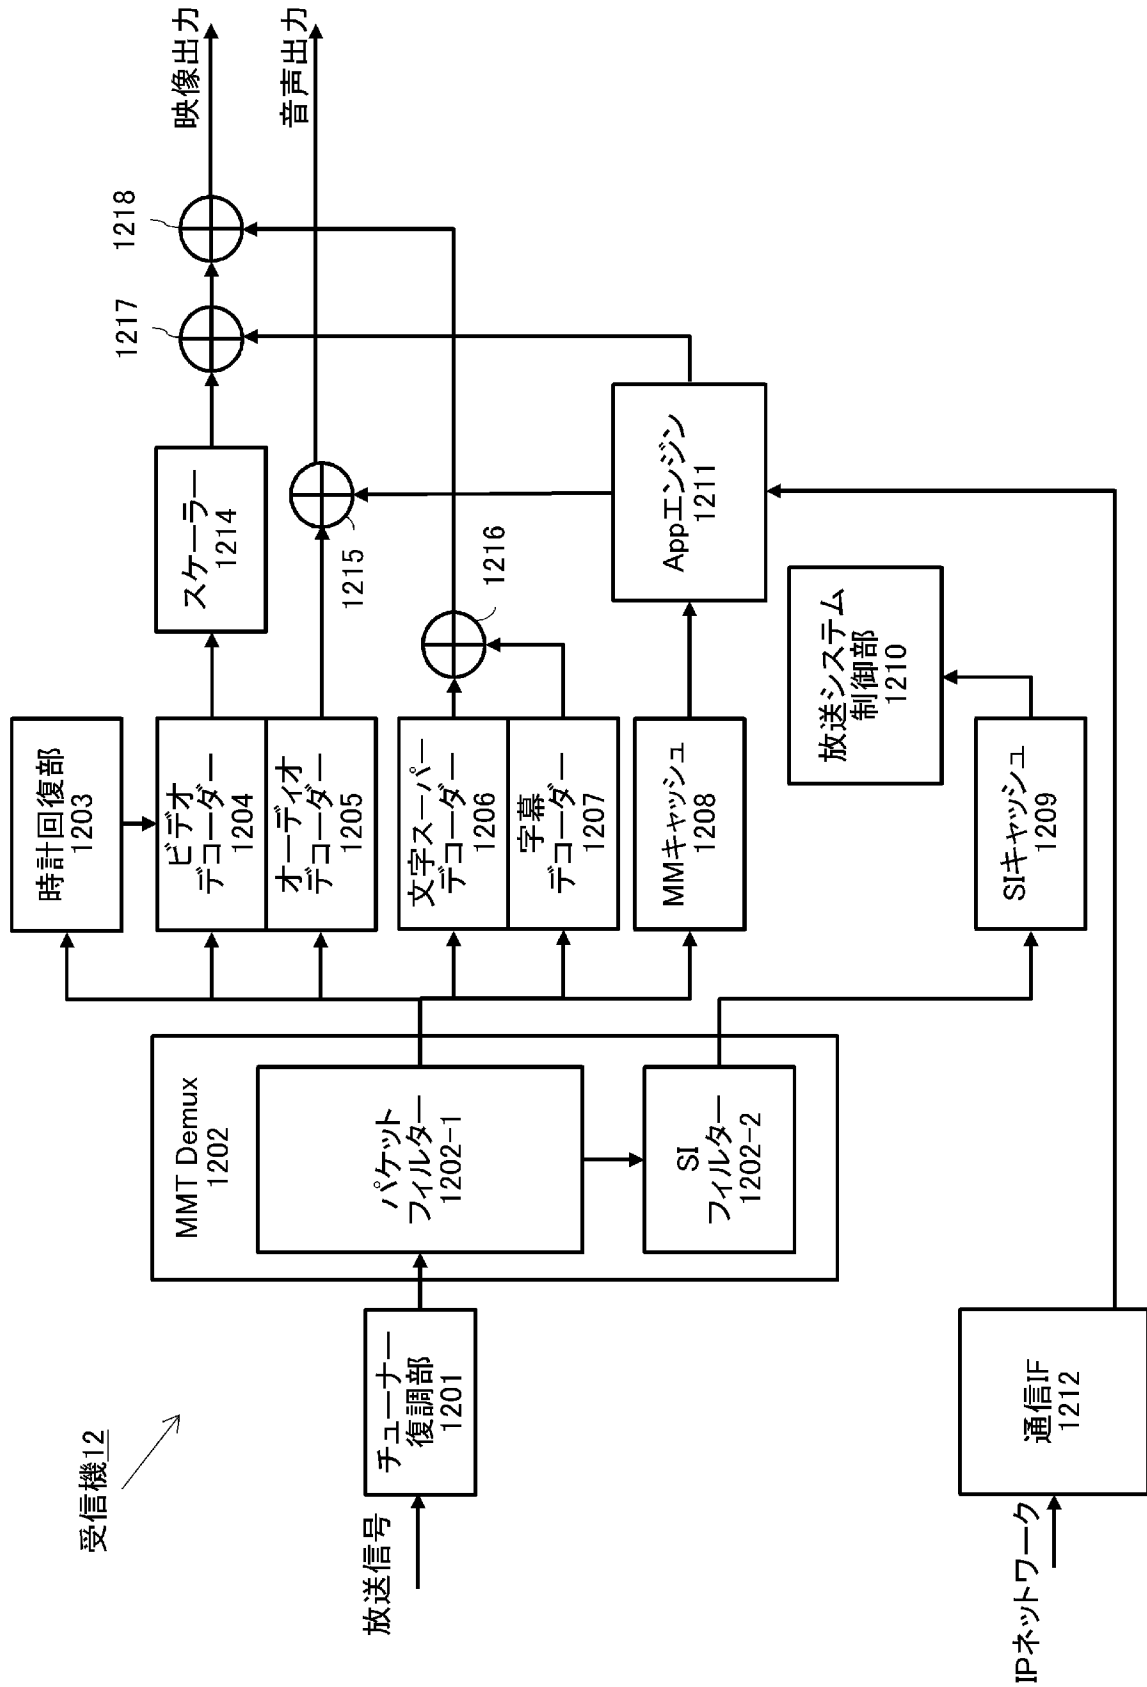 受信機12
放送信号
チューナー
復調部
1201
MMT Demux
1202
パケット
フィルター
1202-1
SI
フィルター
1202-2
時計回復部
1203
ビデオ
デコーダー
1204
オーディオ
デコーダー
1205
文字スーパー
デコーダー
1206
字幕
デコーダー
1207
MMキャッシュ
1208
SIキャッシュ
1209
放送システム
制御部
1210
Appエンジン
1211
IPネットワーク
通信IF
1212
スケーラー
1214
1215
1216
1217
1218
映像出力
音声出力